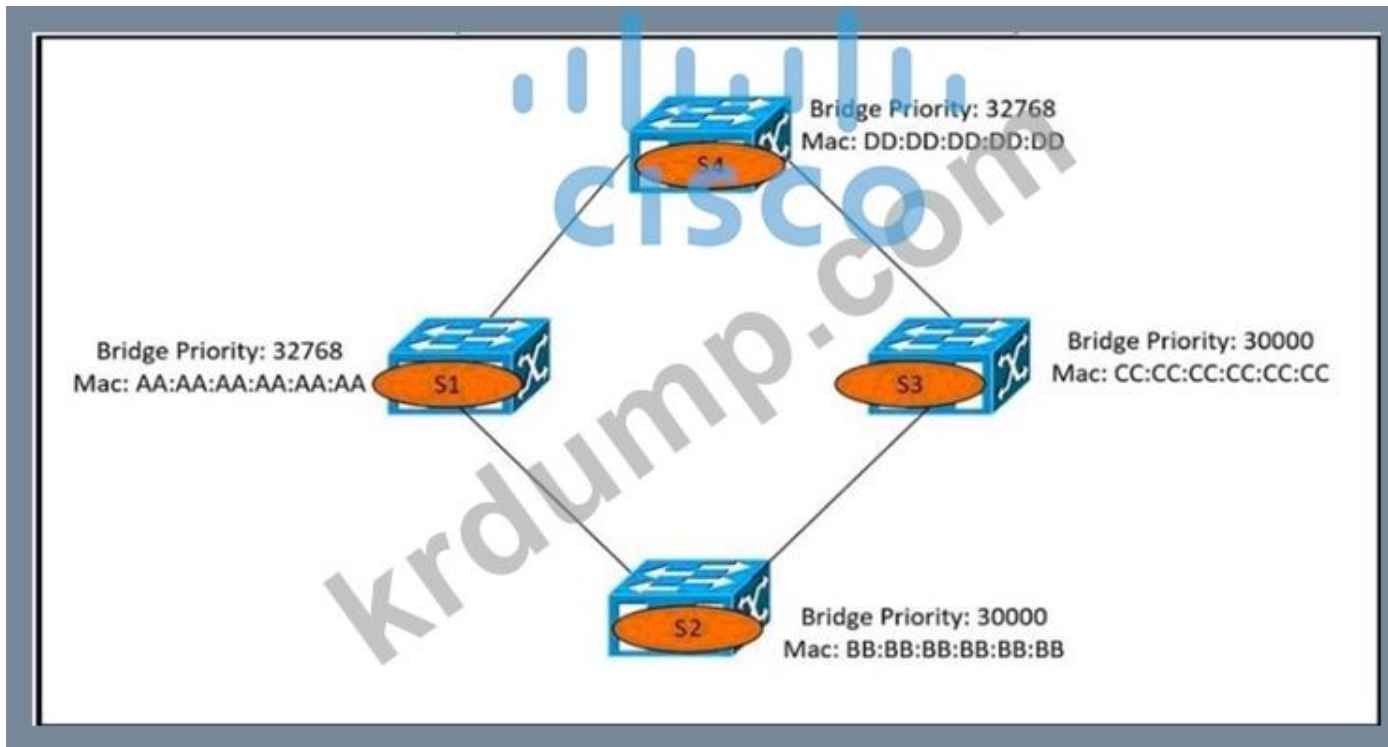 Bridge Priority: 32768
Mac: DD:DD:DD:DD:DD
S4
CISCO
Bridge Priority: 32768
Mac: AA:AA:AA:AA:AA:AA
S1
Bridge Priority: 30000
Mac: CC:CC:CC:CC:CC:CC
S3
krdump.com
S2
Bridge Priority: 30000
Mac: BB:BB:BB:BB:BB:BB